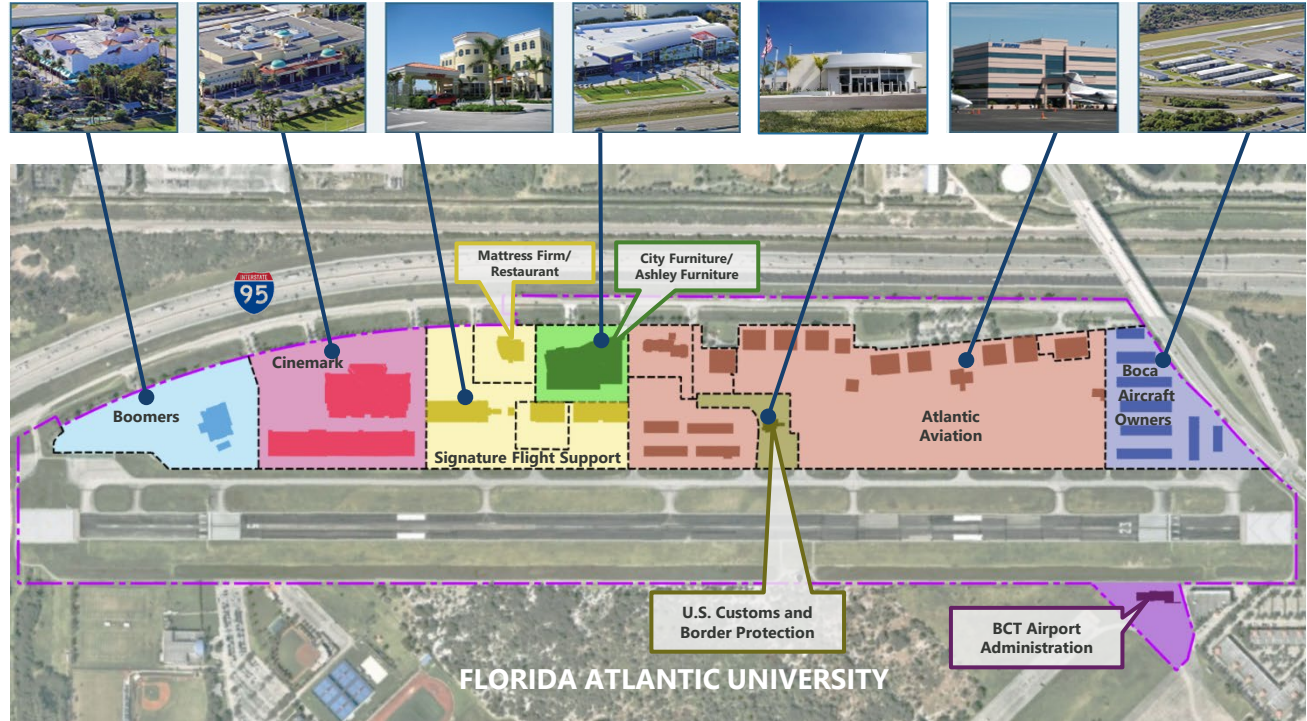 INTERSTATE
95
Mattress Firm/
Restaurant
City Furniture/
Ashley Furniture
Cinemark
Boomers
Signature Flight Support
Atlantic
Aviation
Boca
Aircraft
Owners
U.S. Customs and
Border Protection
BCT Airport
Administration
FLORIDA ATLANTIC UNIVERSITY